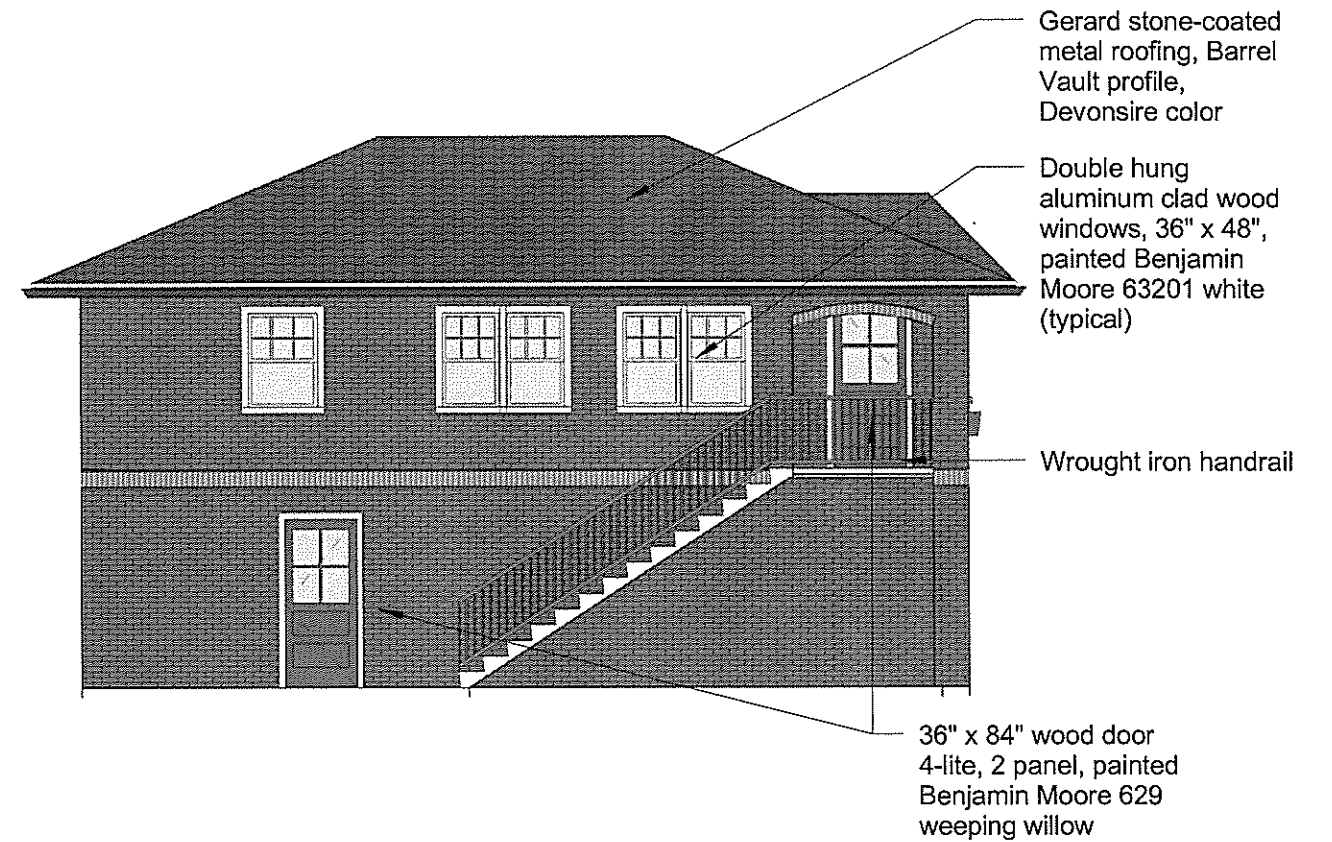 Gerard stone-coated
metal roofing, Barrel
Vault profile,
Devonsire color
Double hung
aluminum clad wood
windows, 36" x 48",
painted Benjamin
Moore 63201 white
(typical)
Wrought iron handrail
36" x 84" wood door
4-lite, 2 panel, painted
Benjamin Moore 629
weeping willow